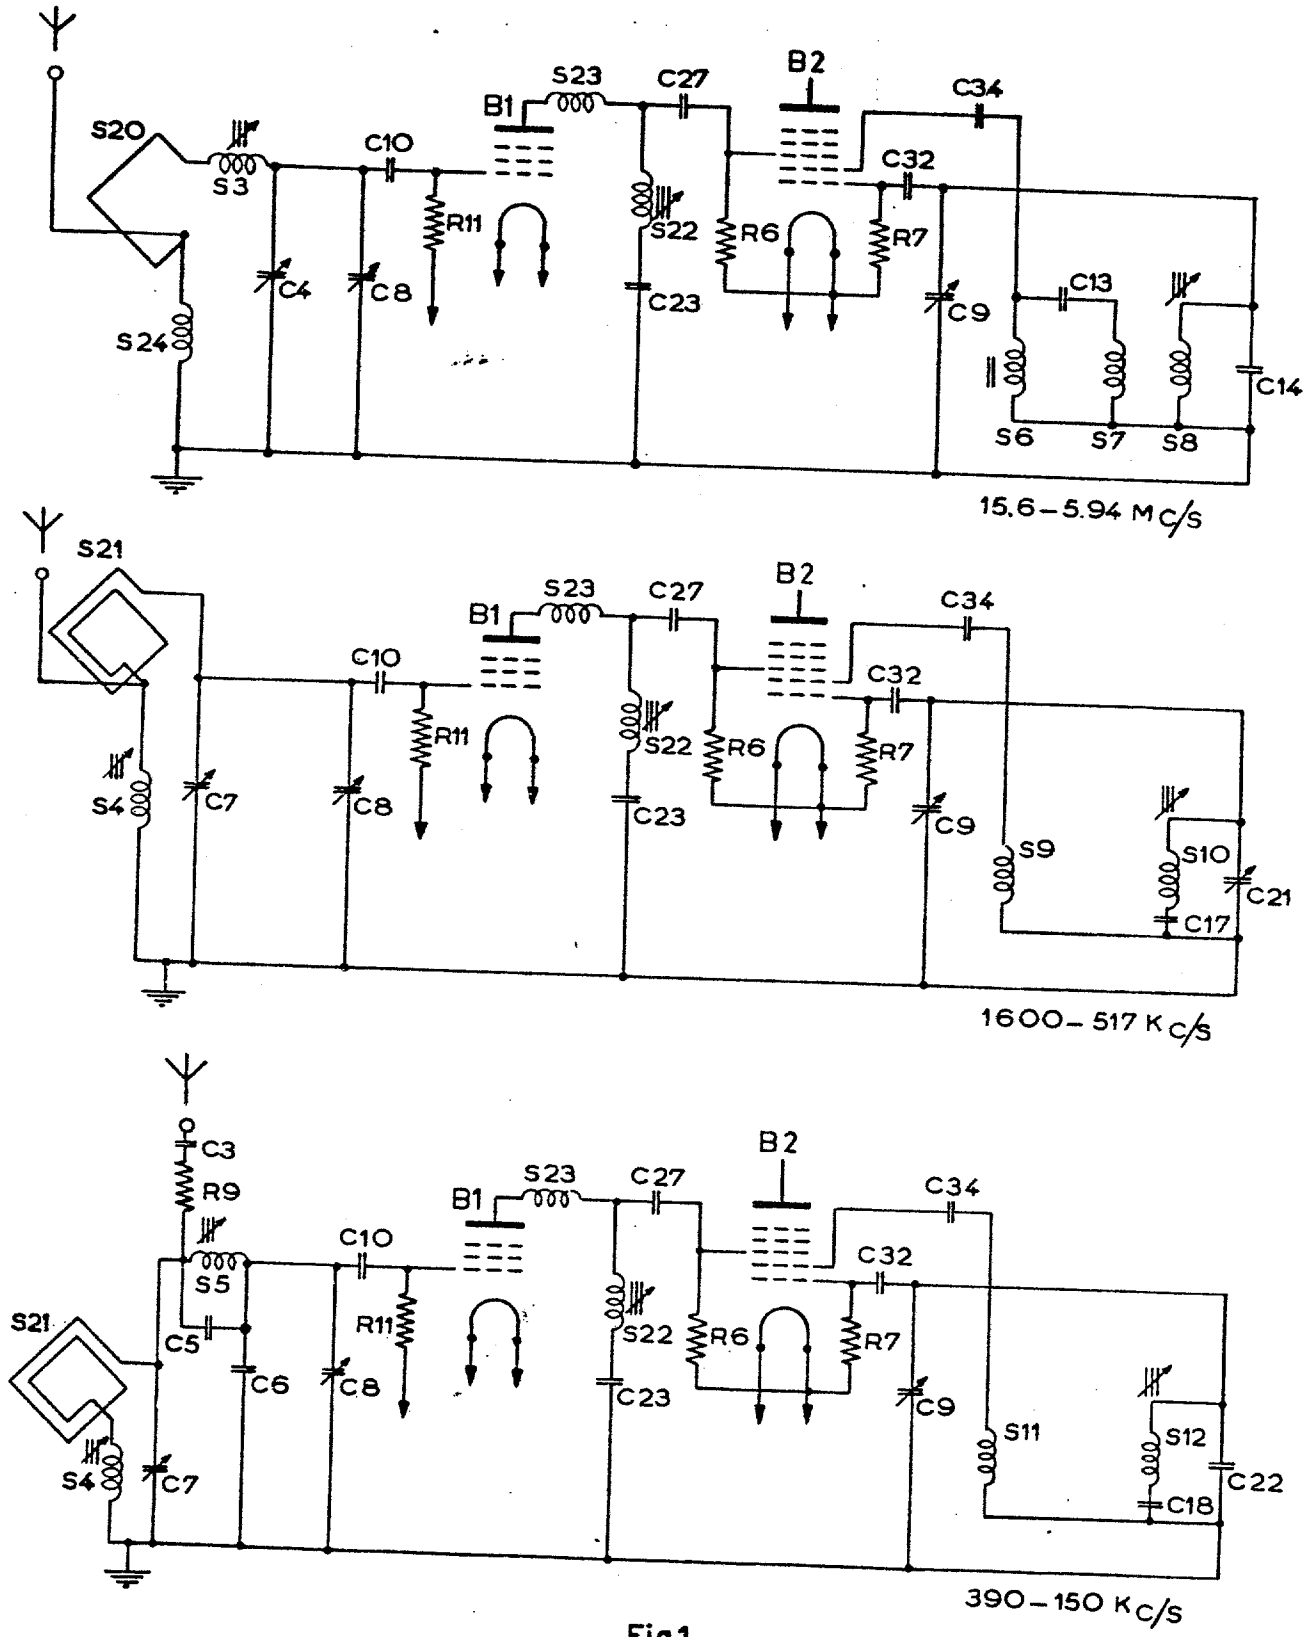 B2
S23
C27
C34
B1
S20
C10
C32
S3
R11
S22
R6
R7
C4
C8
C23
C9
C13
S24
C14
S6
S7
S8
15.6–5.94 MC/S
S21
B2
S23
C27
C34
B1
C10
C32
R11
S22
R6
R7
S4
C7
C8
C23
C9
S9
S10
C21
C17
1600–517 KC/S
C3
B2
R9
S23
C27
C34
B1
C10
C32
S5
S21
C5
R11
S22
R6
R7
C6
C8
C23
C9
S4
C7
S11
S12
C22
C18
390–150 KC/S
Fig1